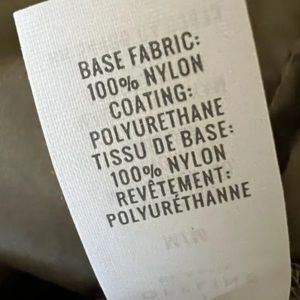 BASE FABRIC:
100% NYLON
COATING:
POLYURETHANE
TISSU DE BASE:
100% NYLON
REVÊTEMENT:
POLYURÉTHANNE